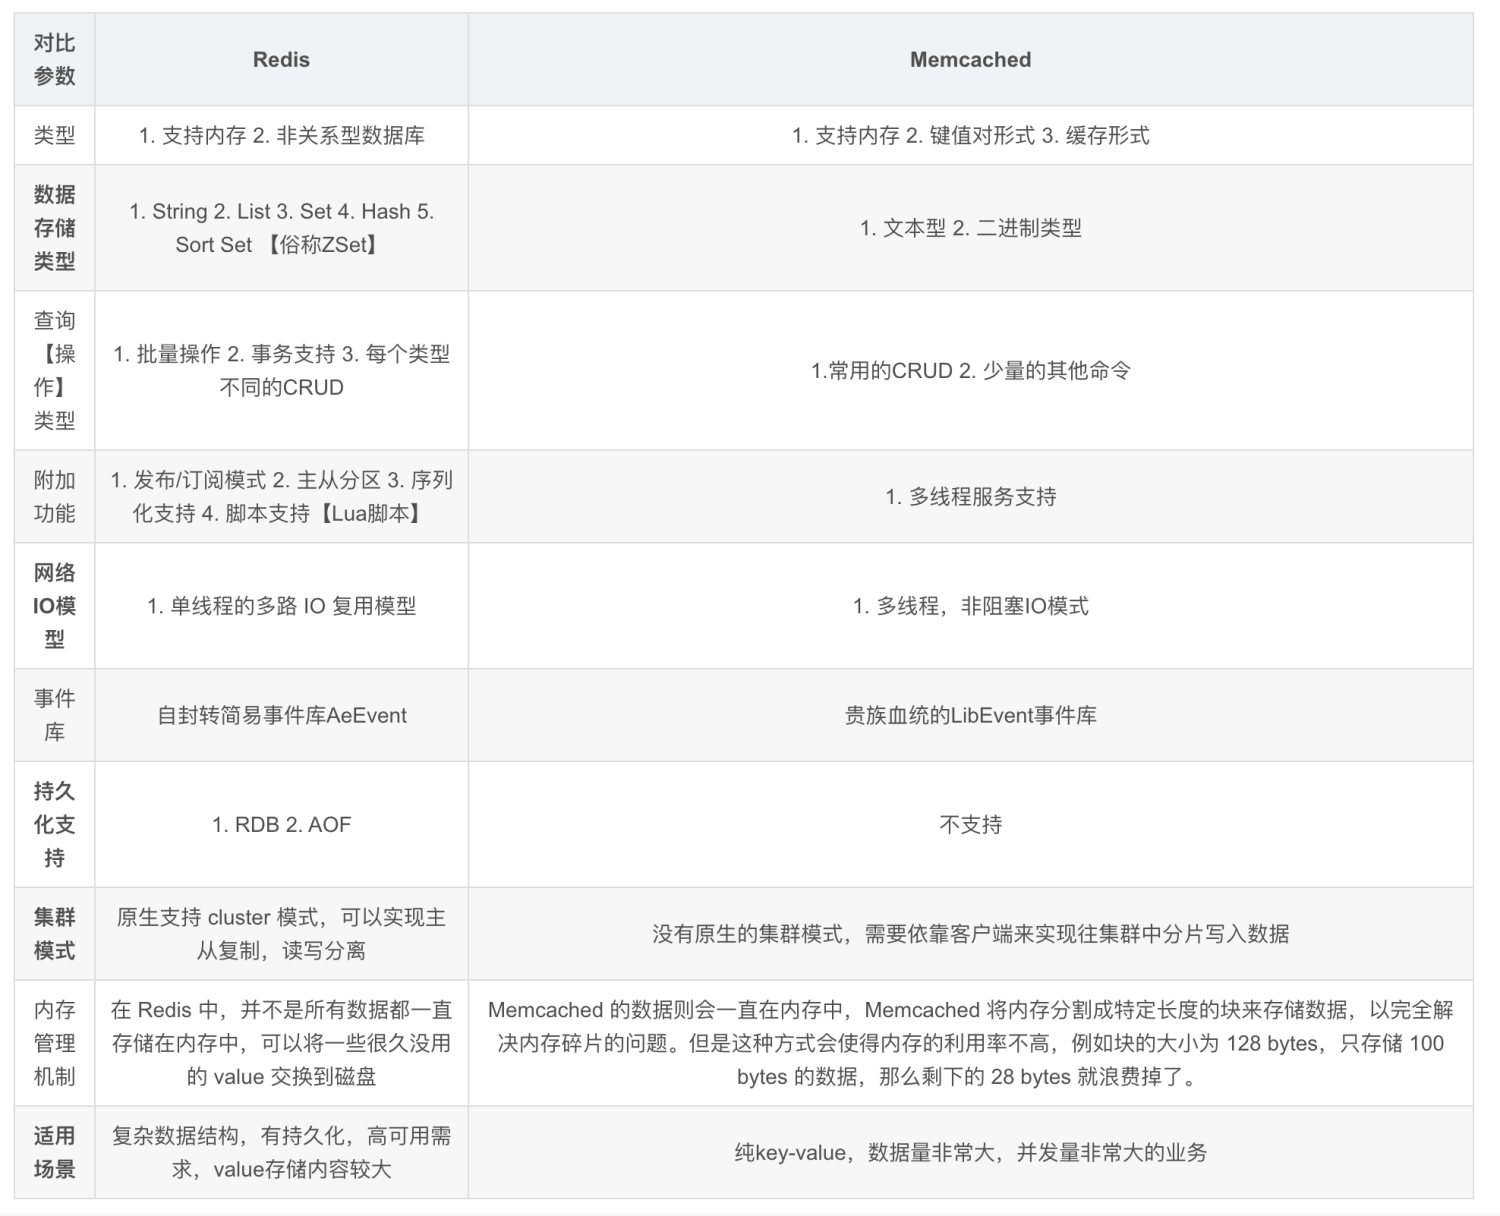 对比
参数
Redis
Memcached
类型
1. 支持内存 2. 非关系型数据库
1. 支持内存 2. 键值对形式 3. 缓存形式
数据
存储
类型
1. String 2. List 3. Set 4. Hash 5.
Sort Set 【俗称ZSet】
1. 文本型 2. 二进制类型
查询
【操
作】
类型
1. 批量操作 2. 事务支持 3. 每个类型
不同的CRUD
1.常用的CRUD 2. 少量的其他命令
附加
功能
1. 发布/订阅模式 2. 主从分区 3. 序列
化支持 4. 脚本支持【Lua脚本】
1. 多线程服务支持
网络
IO模
型
1. 单线程的多路 IO 复用模型
1. 多线程，非阻塞IO模式
事件
库
自封转简易事件库AeEvent
贵族血统的LibEvent事件库
持久
化支
持
1. RDB 2. AOF
不支持
集群
模式
原生支持 cluster 模式，可以实现主
从复制，读写分离
没有原生的集群模式，需要依靠客户端来实现往集群中分片写入数据
内存
管理
机制
在 Redis 中，并不是所有数据都一直
存储在内存中，可以将一些很久没用
的 value 交换到磁盘
Memcached 的数据则会一直在内存中，Memcached 将内存分割成特定长度的块来存储数据，以完全解
决内存碎片的问题。但是这种方式会使得内存的利用率不高，例如块的大小为 128 bytes，只存储 100
bytes 的数据，那么剩下的 28 bytes 就浪费掉了。
适用
场景
复杂数据结构，有持久化，高可用需
求，value存储内容较大
纯key-value，数据量非常大，并发量非常大的业务